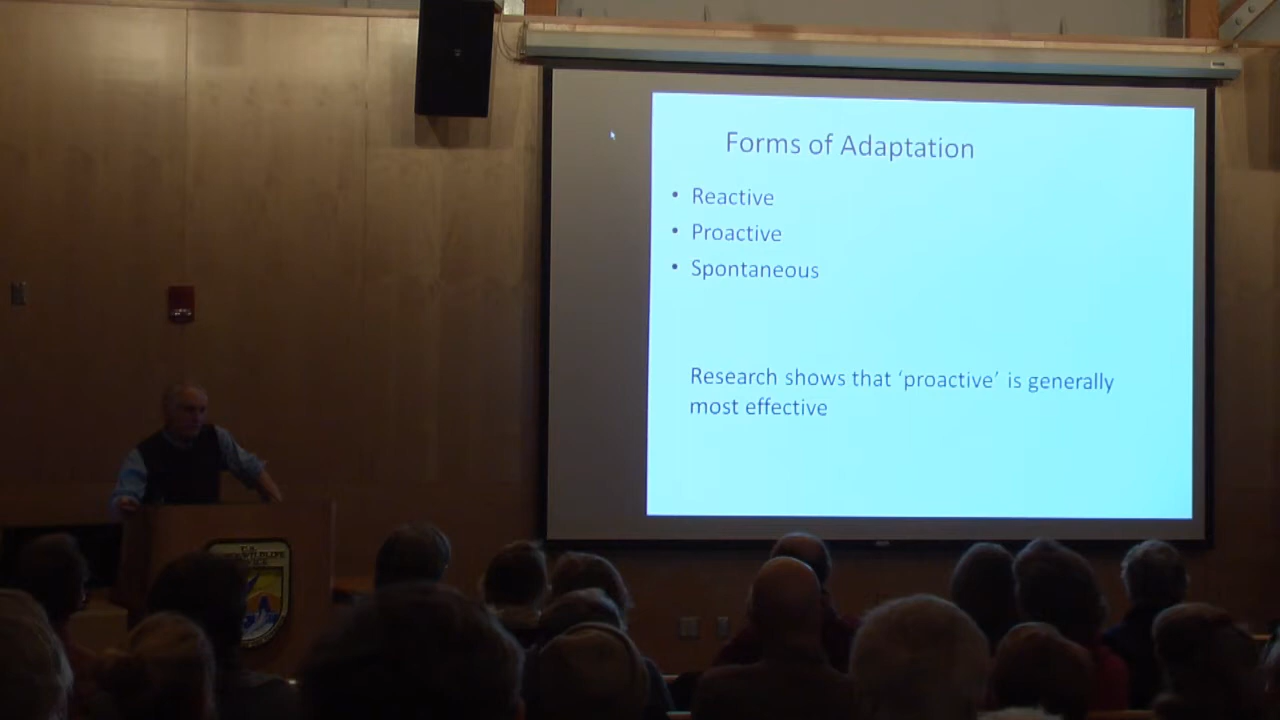 Forms of Adaptation
• Reactive
• Proactive
• Spontaneous
Research shows that ‘proactive’ is generally
most effective
U.S.